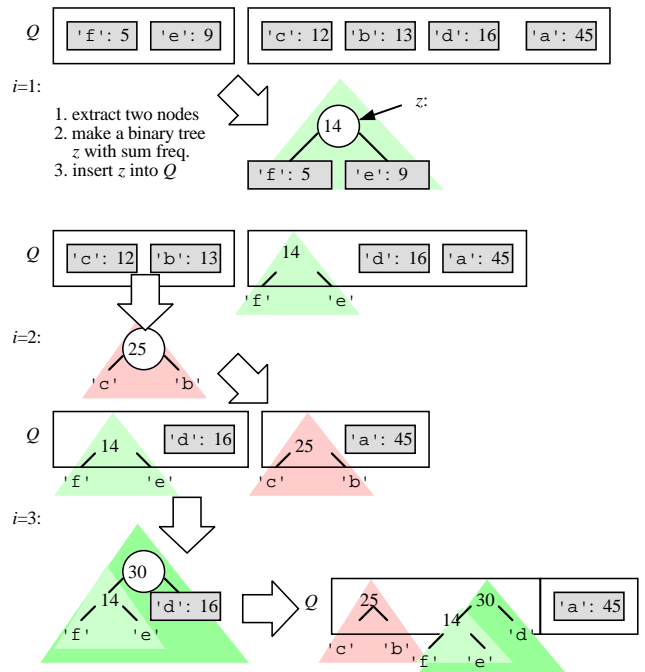 Q 'f': 5 'e': 9 'c': 12 'b': 13 'd': 16 'a': 45
i=1:
1. extract two nodes
2. make a binary tree
z with sum freq.
3. insert z into Q
z:
14
'f': 5 'e': 9
Q 'c': 12 'b': 13 14 'd': 16 'a': 45
'f' 'e'
i=2:
25
'c' 'b'
Q 14 'd': 16 25 'a': 45
'f' 'e' 'c' 'b'
i=3:
30
14 'd': 16
'f' 'e'
Q 25 30 'a': 45
14
'c' 'b' 'd'
'f' 'e'